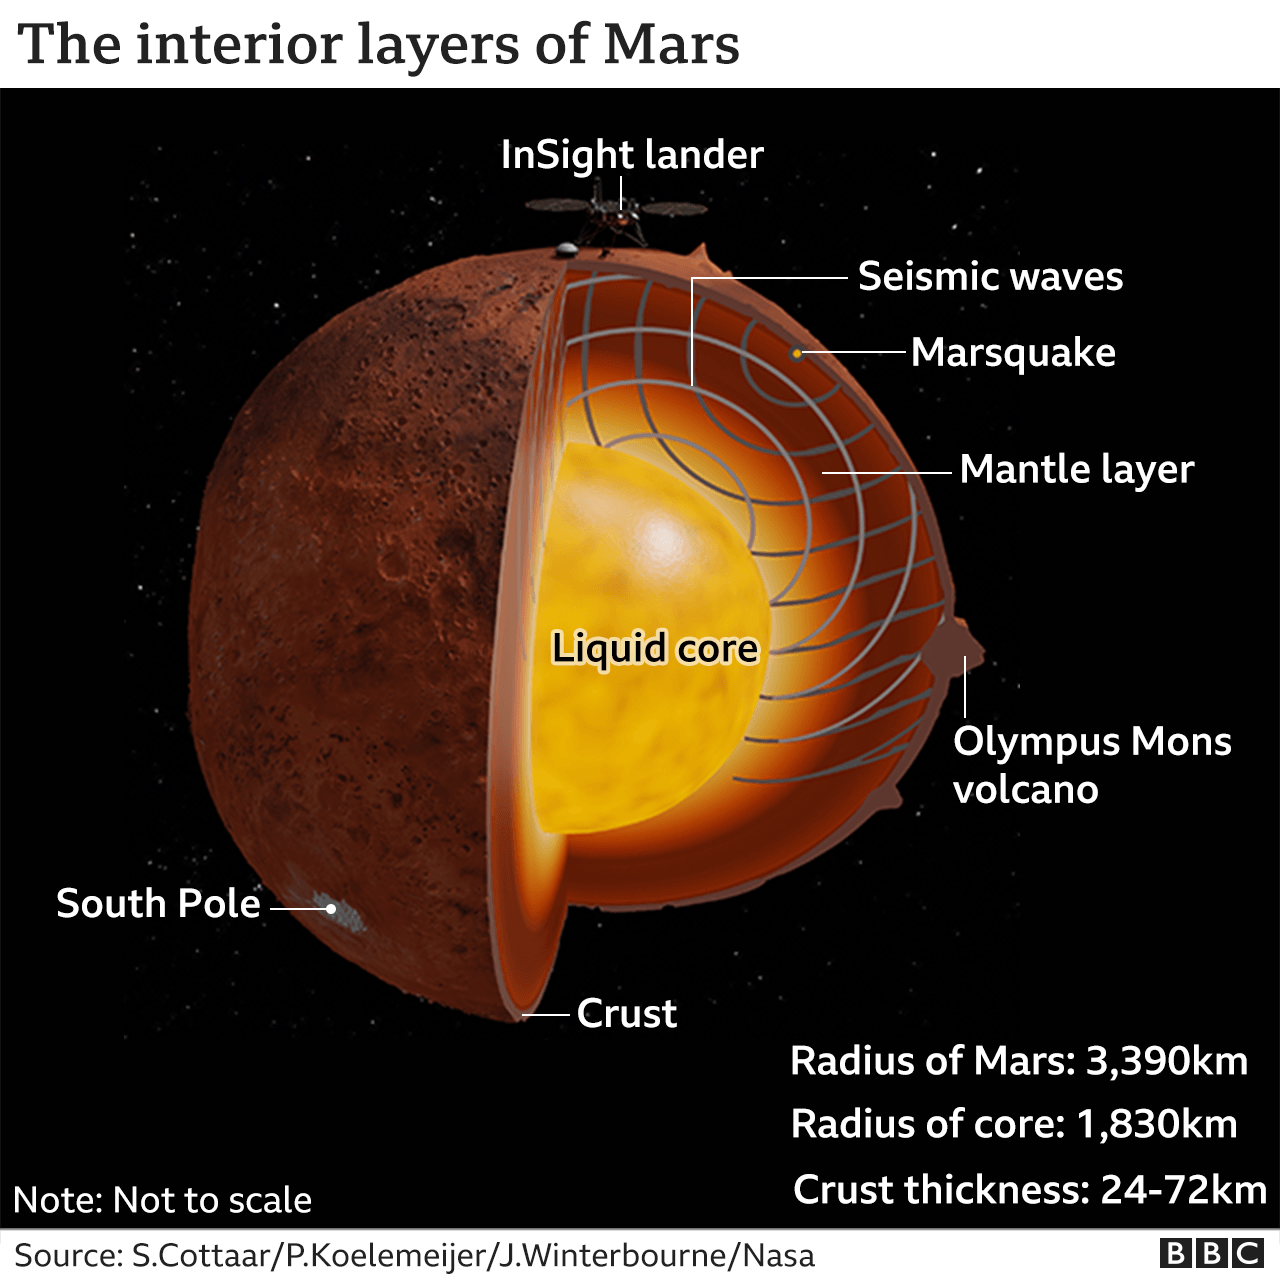 The interior layers of Mars
InSight lander
Seismic waves
Marsquake
Mantle layer
Liquid core
Olympus Mons
volcano
South Pole
Crust
Radius of Mars: 3,390km
Radius of core: 1,830km
Crust thickness: 24-72km
Note: Not to scale
Source: S.Cottaar/P.Koelemeijer/J.Winterbourne/Nasa
BBC